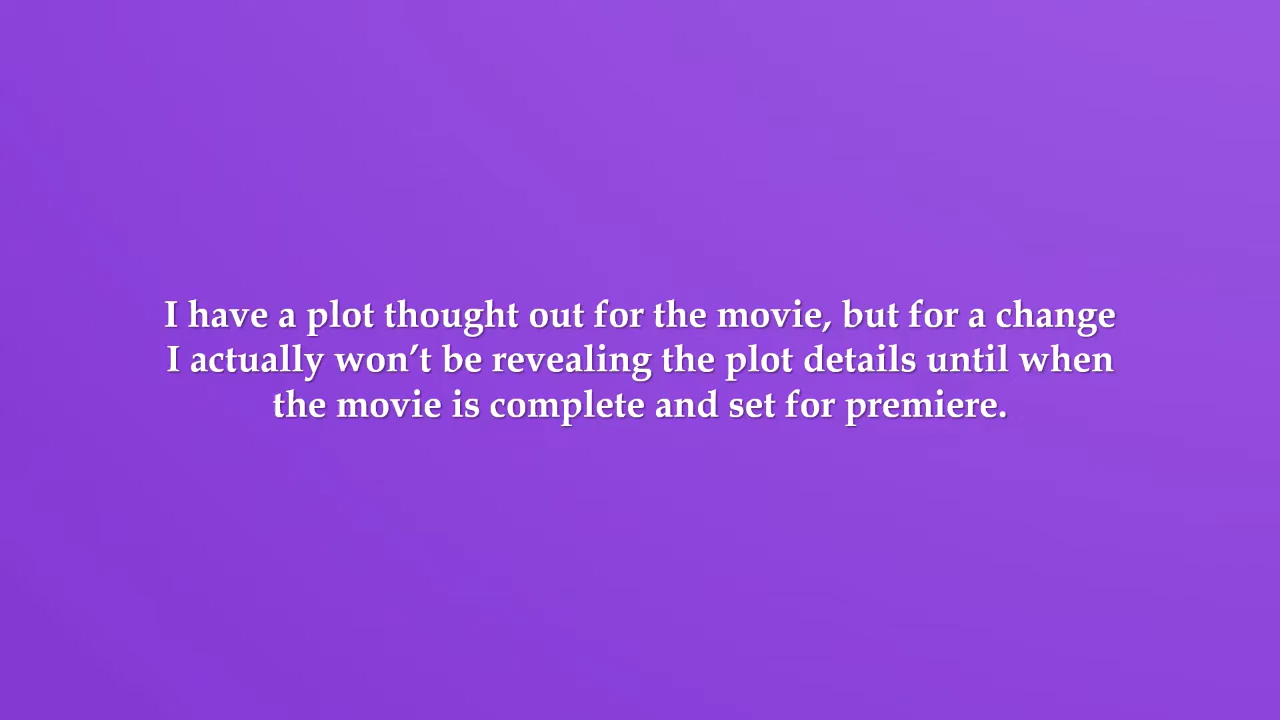 I have a plot thought out for the movie, but for a change
I actually won’t be revealing the plot details until when
the movie is complete and set for premiere.